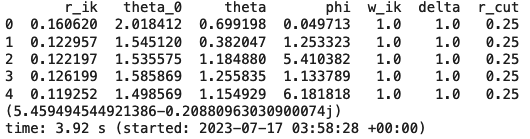 r_ik theta_0 theta phi w_ik delta r_cut
0 0.160620 2.018412 0.699198 0.049713 1.0 1.0 0.25
1 0.122957 1.545120 0.382047 1.253323 1.0 1.0 0.25
2 0.122197 1.535575 1.184880 5.410382 1.0 1.0 0.25
3 0.126199 1.585869 1.255835 1.133789 1.0 1.0 0.25
4 0.119252 1.498569 1.154929 6.181818 1.0 1.0 0.25
(5.459494544921386-0.20880963030900074j)
time: 3.92 s (started: 2023-07-17 03:58:28 +00:00)